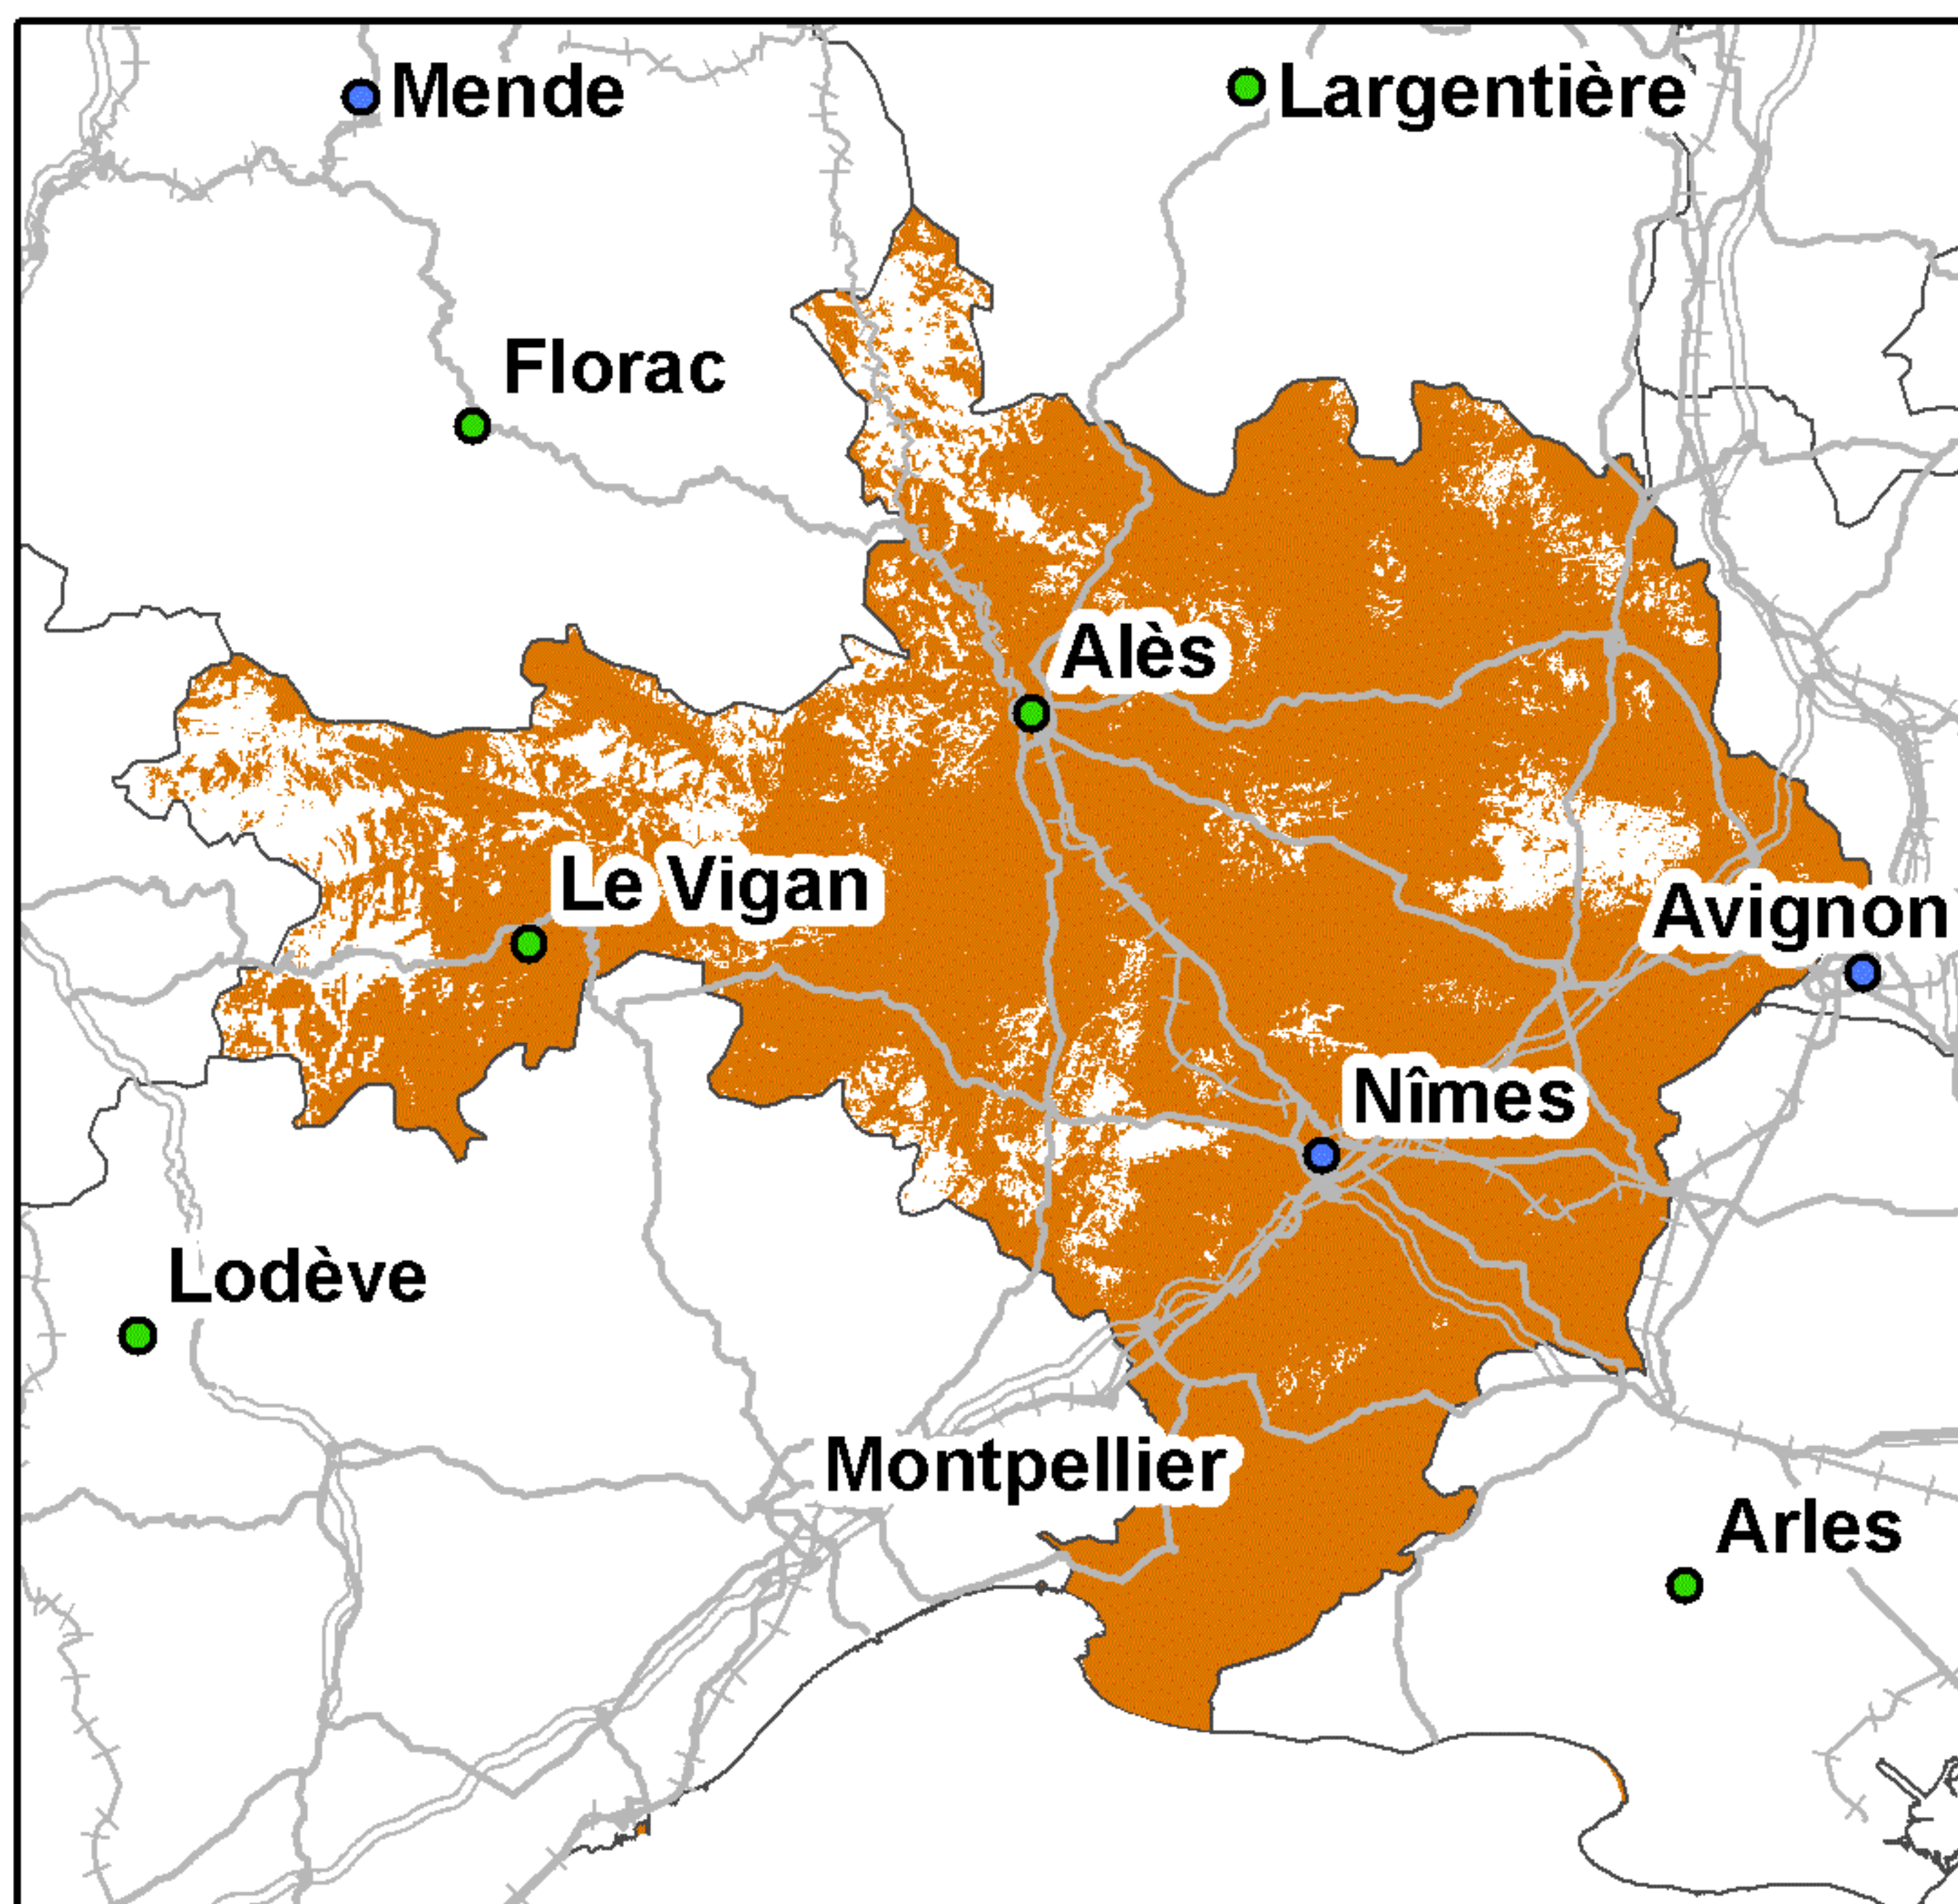 Mende
Largentière
Florac
Alès
Le Vigan
Avignon
Nîmes
Lodève
Montpellier
Arles